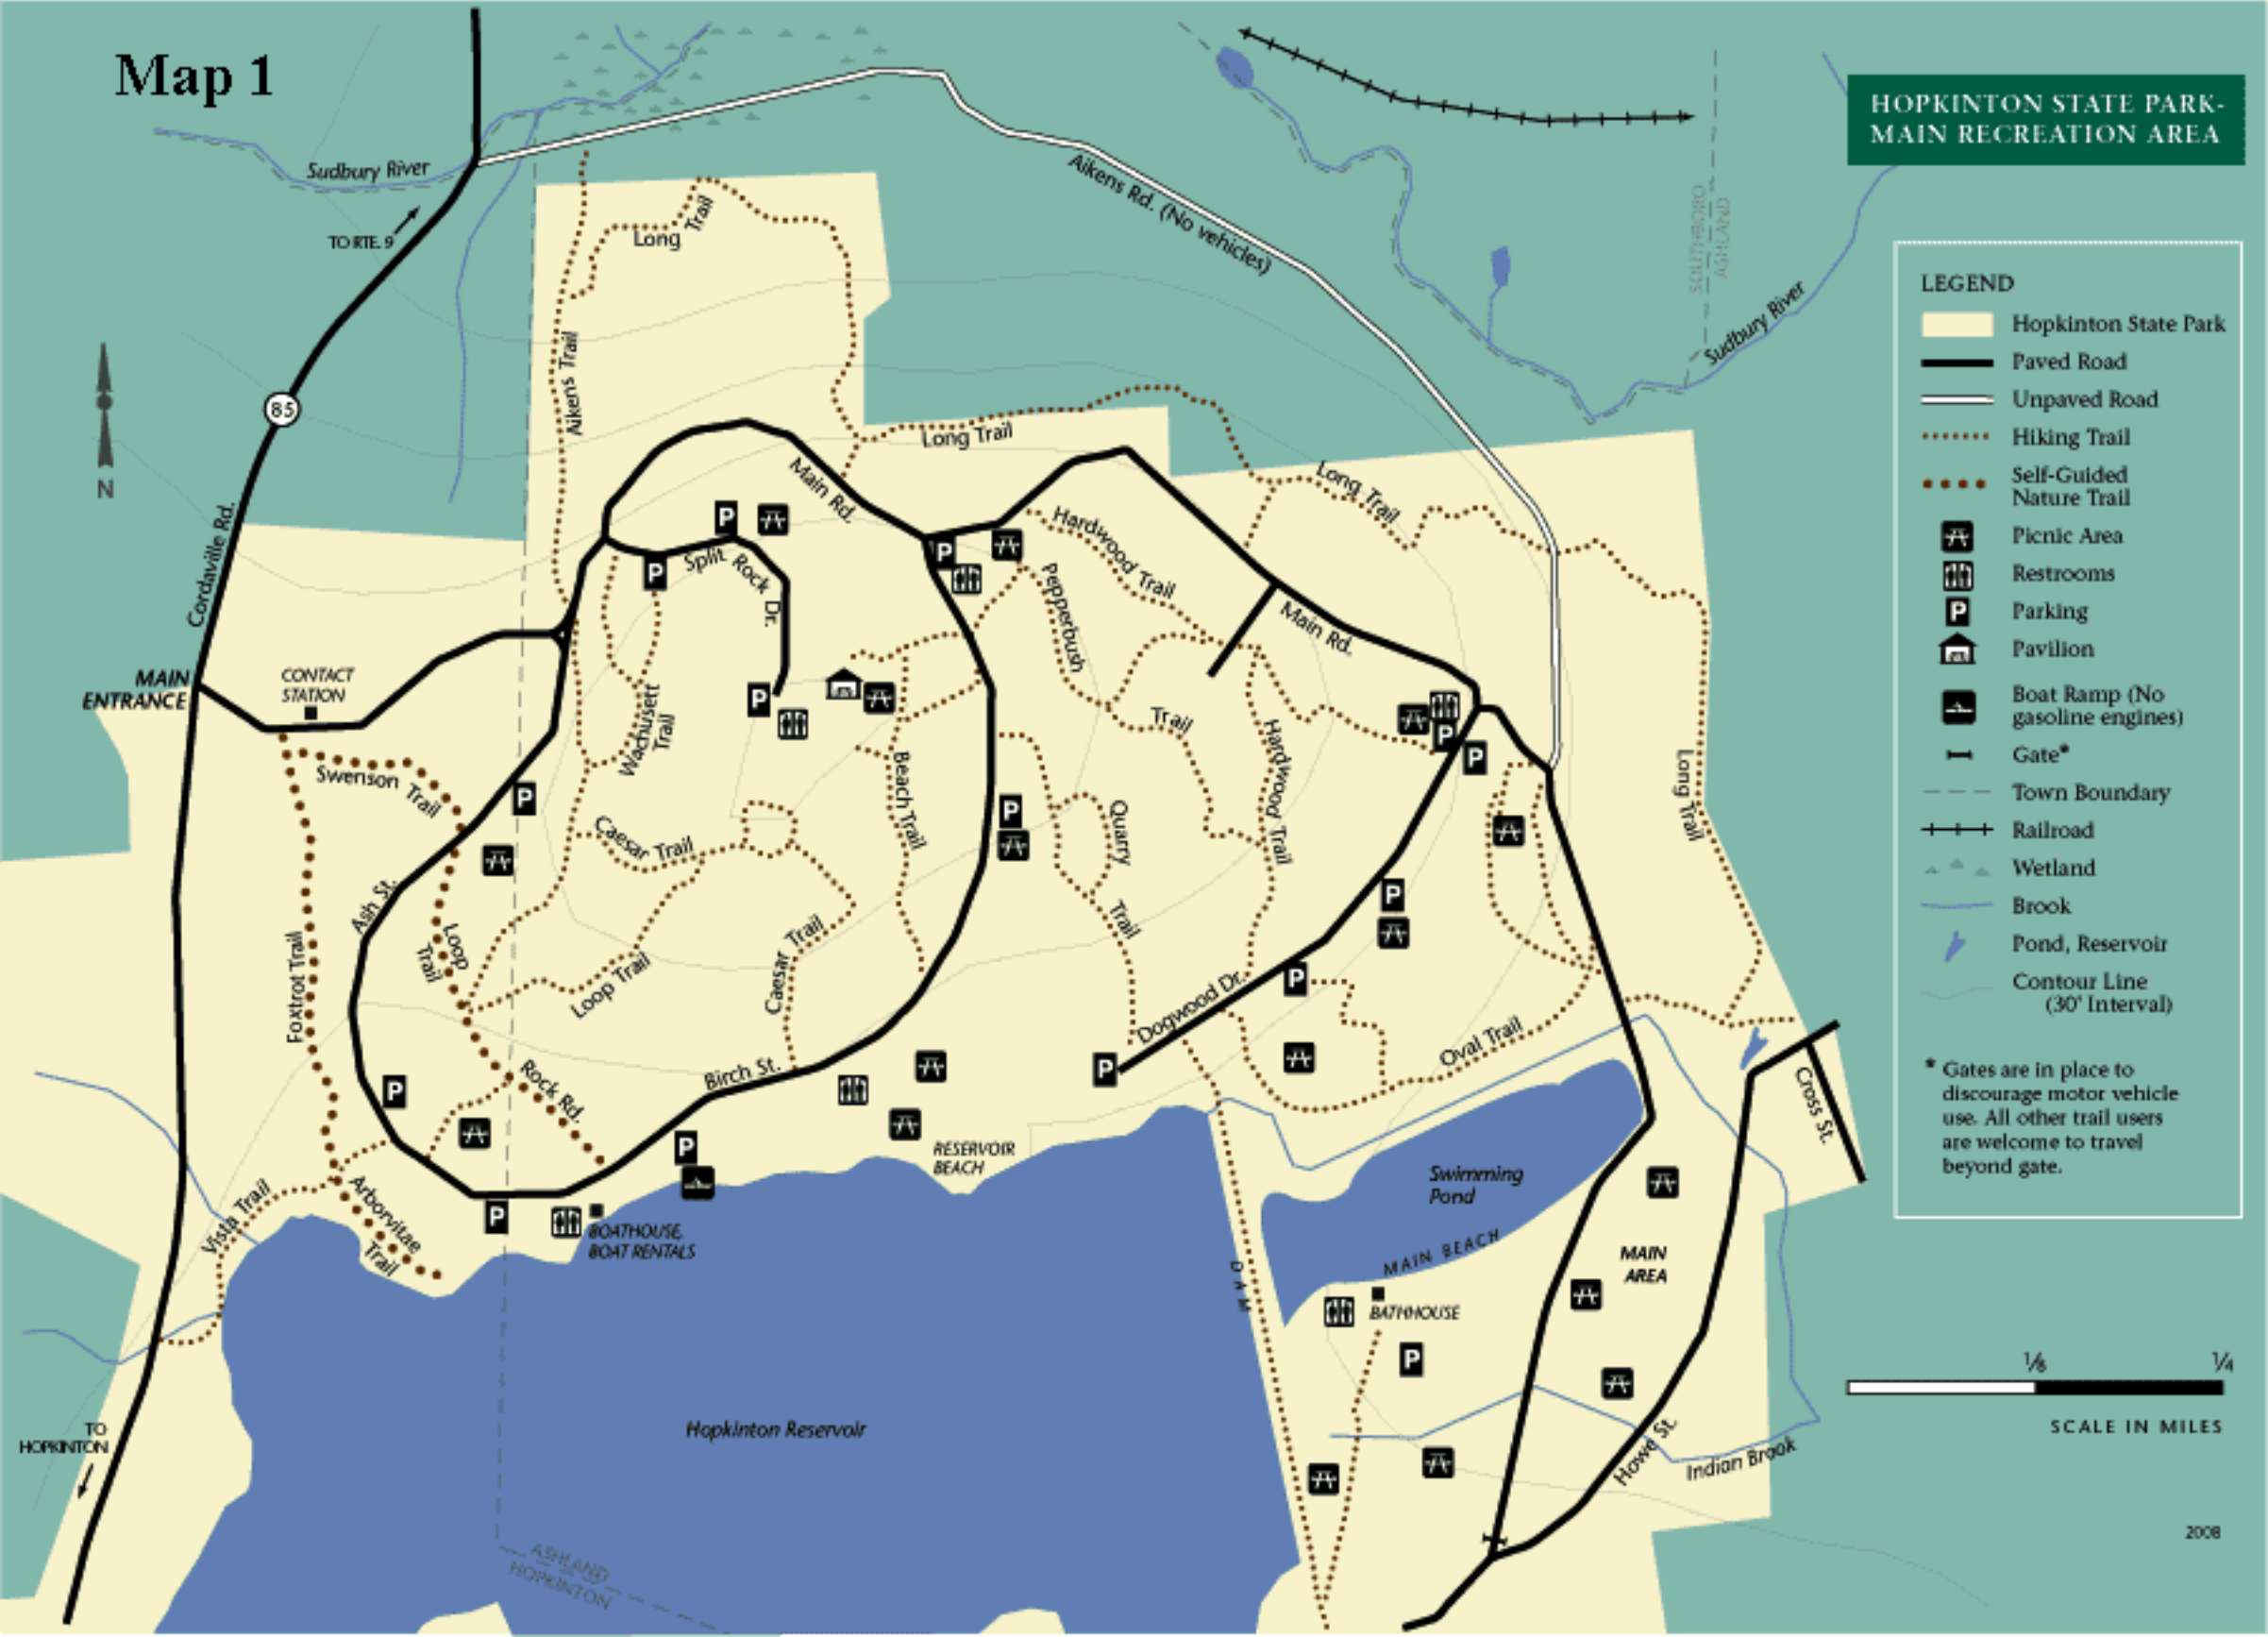 Map 1
HOPKINTON STATE PARK-
MAIN RECREATION AREA
Sudbury River
TO RTE. 9
Aikens Rd. (No vehicles)
SOUTHBORO
ASHLAND
Sudbury River
Long
Trail
Aikens Trail
85
N
Cordaville Rd.
MAIN
ENTRANCE
CONTACT
STATION
Long Trail
Main Rd.
Long Trail
P
Split Rock Dr.
P
P
Hardwood Trail
Pepperbush
Trail
Main Rd.
Wachusett
Trail
P
Hardwood Trail
P
P
Long Trail
Swenson Trail
P
Caesar Trail
Beach Trail
P
Quarry
Trail
Ash St.
Foxtrot Trail
Loop
Trail
Loop Trail
Caesar Trail
P
P
Dogwood Dr.
Oval Trail
P
P
Rock Rd.
Birch St.
RESERVOIR
BEACH
P
Vista Trail
Arborvitae
Trail
P
BOATHOUSE,
BOAT RENTALS
Swimming
Pond
MAIN BEACH
DAM
BATHHOUSE
P
MAIN
AREA
Cross St.
Howe St.
Indian Brook
Hopkinton Reservoir
TO
HOPKINTON
ASHLAND
HOPKINTON
LEGEND
Hopkinton State Park
Paved Road
Unpaved Road
Hiking Trail
Self-Guided
Nature Trail
Picnic Area
Restrooms
P Parking
Pavilion
Boat Ramp (No
gasoline engines)
Gate*
Town Boundary
Railroad
Wetland
Brook
Pond, Reservoir
Contour Line
(30' Interval)
* Gates are in place to
discourage motor vehicle
use. All other trail users
are welcome to travel
beyond gate.
1/8 1/4
SCALE IN MILES
2008